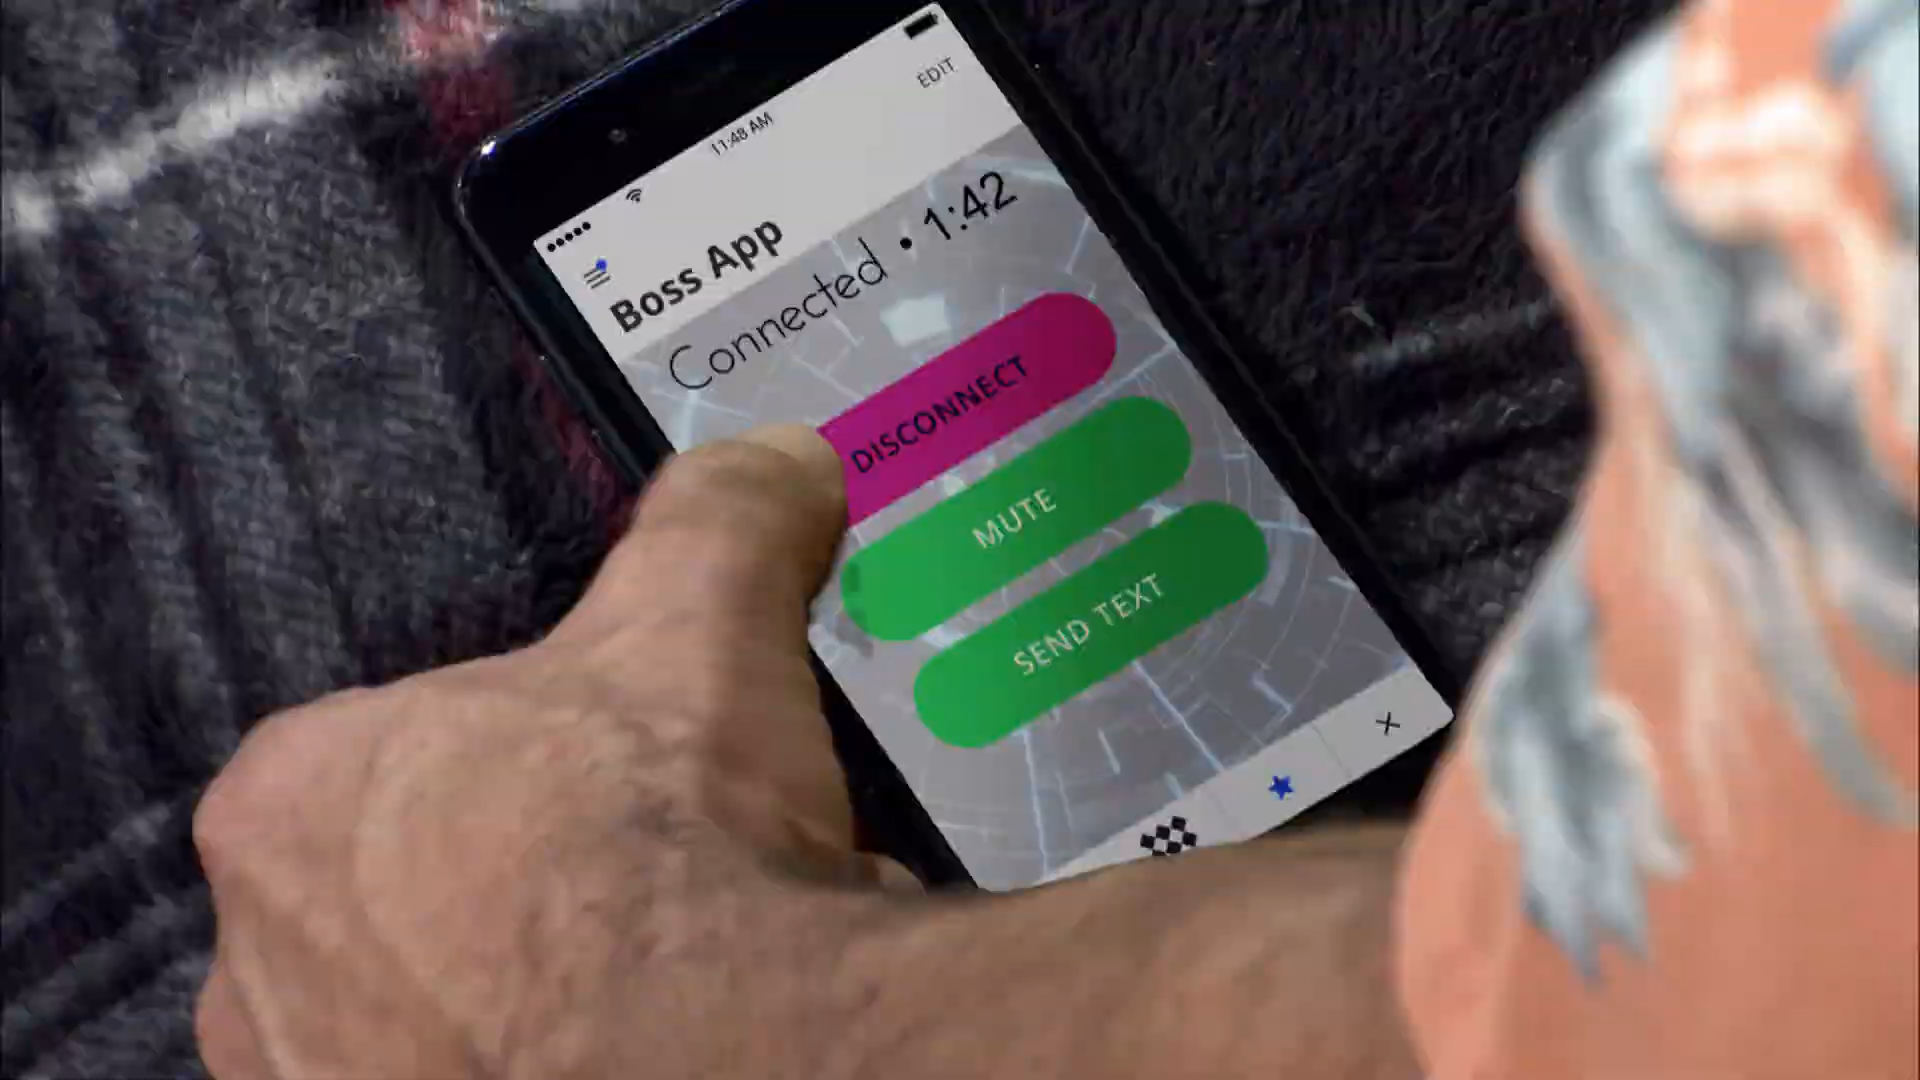 11:48 AM
EDIT
Boss App
Connected • 1:42
DISCONNECT
MUTE
SEND TEXT